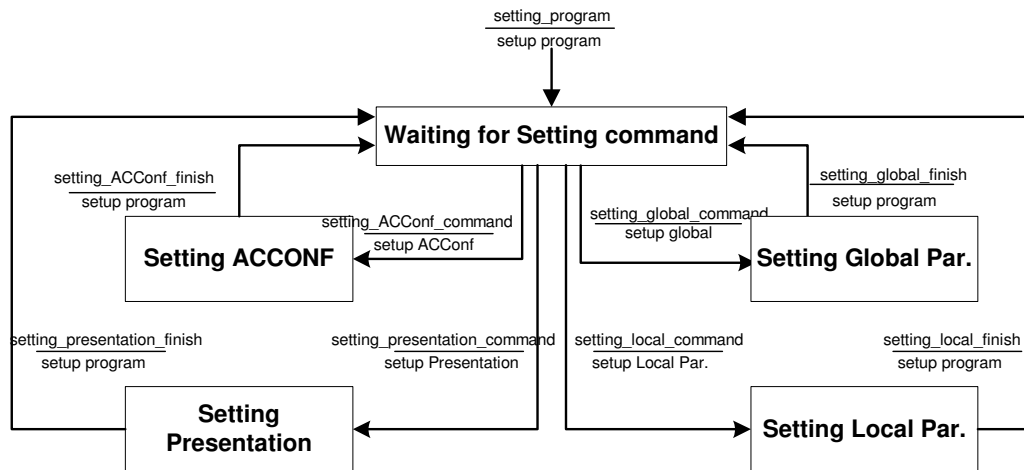 setting_program
setup program
Waiting for Setting command
setting_ACConf_finish
setup program
setting_global_finish
setup program
setting_ACConf_command
setup ACConf
setting_global_command
setup global
Setting ACCONF
Setting Global Par.
setting_presentation_finish
setup program
setting_presentation_command
setup Presentation
setting_local_command
setup Local Par.
setting_local_finish
setup program
Setting
Presentation
Setting Local Par.